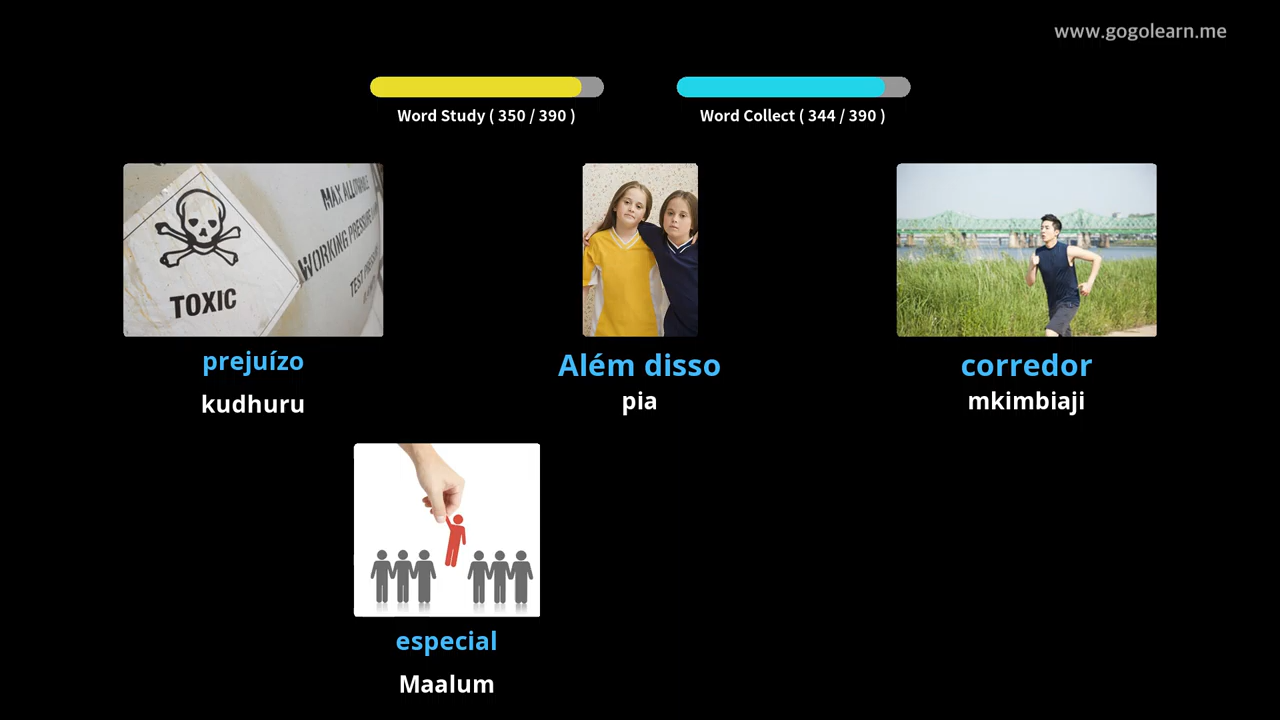 www.gogolearn.me
Word Study ( 350 / 390 )
Word Collect ( 344 / 390 )
MAX ALLOWABLE
WORKING PRESSURE
TEST
TOXIC
prejuízo
kudhuru
Além disso
pia
corredor
mkimbiaji
especial
Maalum